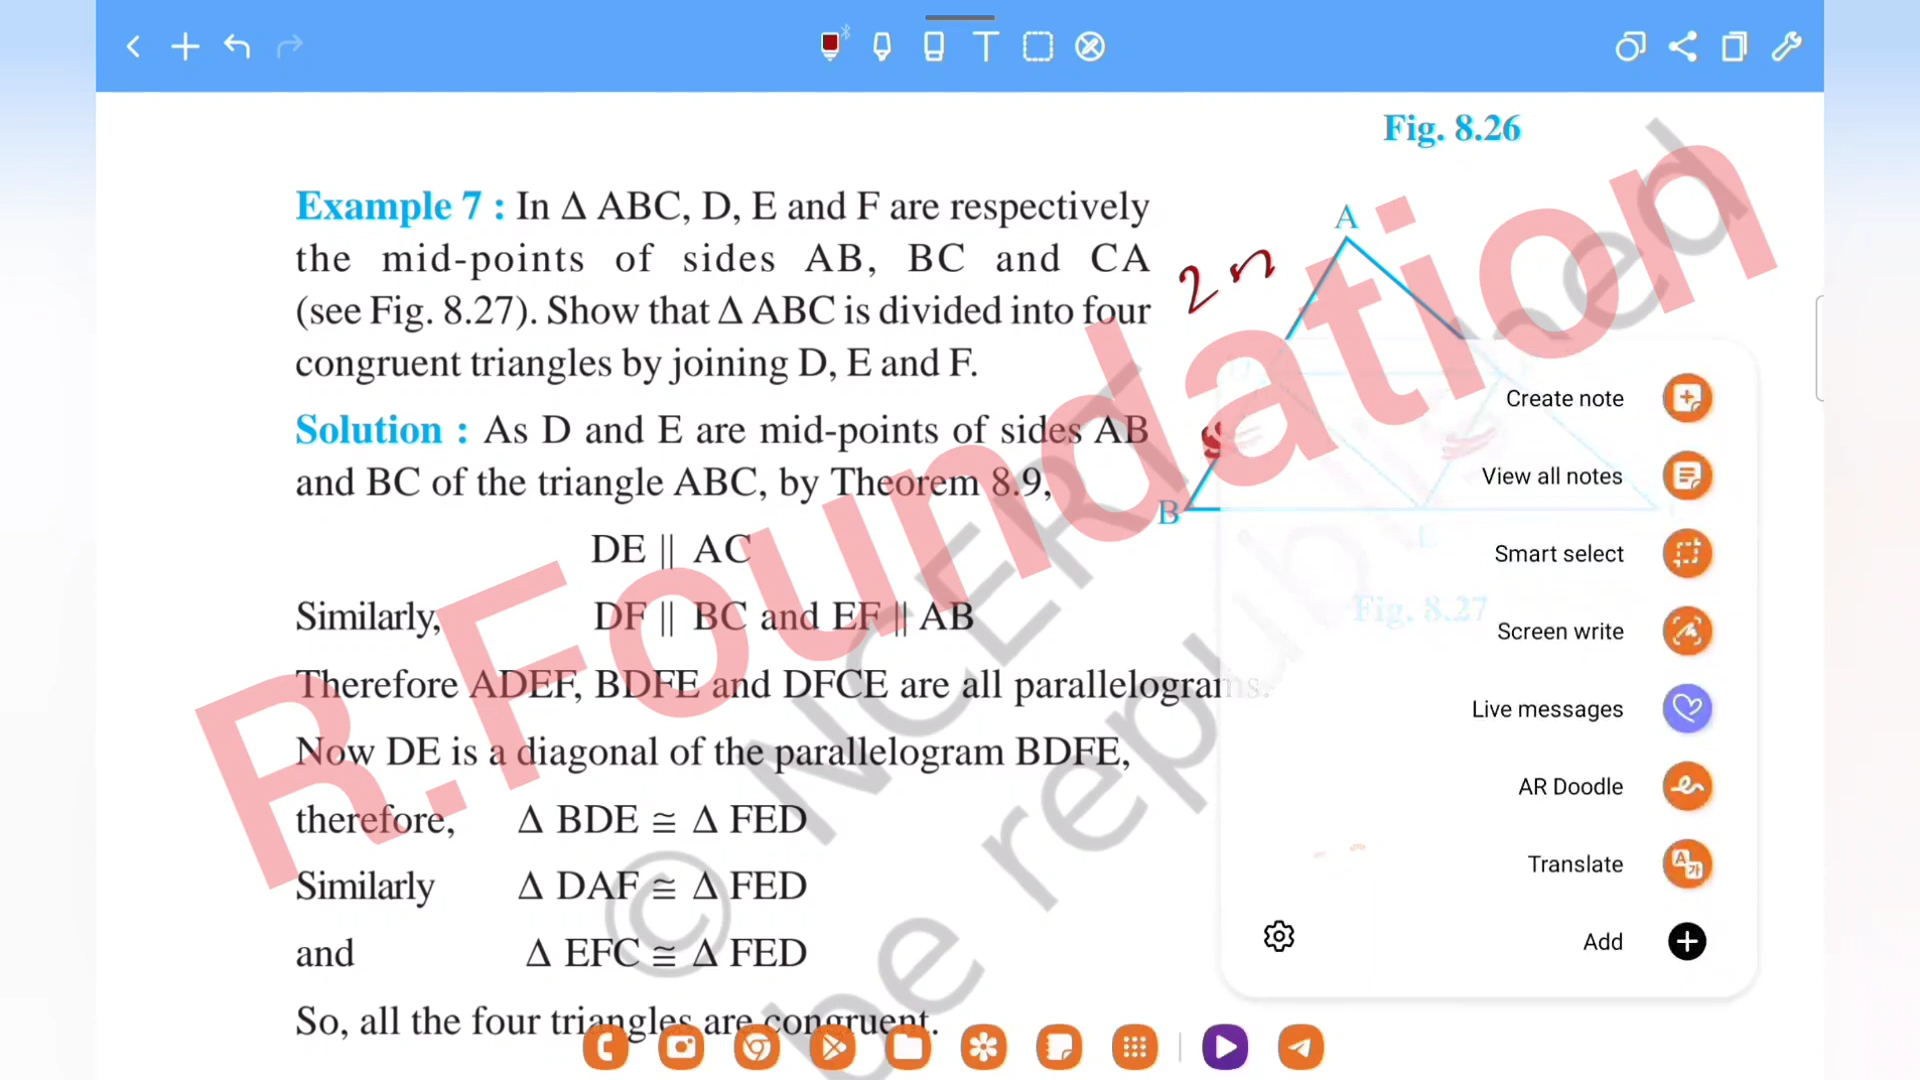 Fig. 8.26
Example 7 : In Δ ABC, D, E and F are respectively
the mid-points of sides AB, BC and CA
(see Fig. 8.27). Show that Δ ABC is divided into four
congruent triangles by joining D, E and F.
Solution : As D and E are mid-points of sides AB
and BC of the triangle ABC, by Theorem 8.9,
DE || AC
Similarly, DF || BC and EF || AB
Therefore ADEF, BDFE and DFCE are all parallelograms.
Now DE is a diagonal of the parallelogram BDFE,
therefore, Δ BDE ≅ Δ FED
Similarly Δ DAF ≅ Δ FED
and Δ EFC ≅ Δ FED
So, all the four triangles are congruent.
A
B
Fig. 8.27
Create note
View all notes
Smart select
Screen write
Live messages
AR Doodle
Translate
Add
R.Foundation
© NCERT
be republished